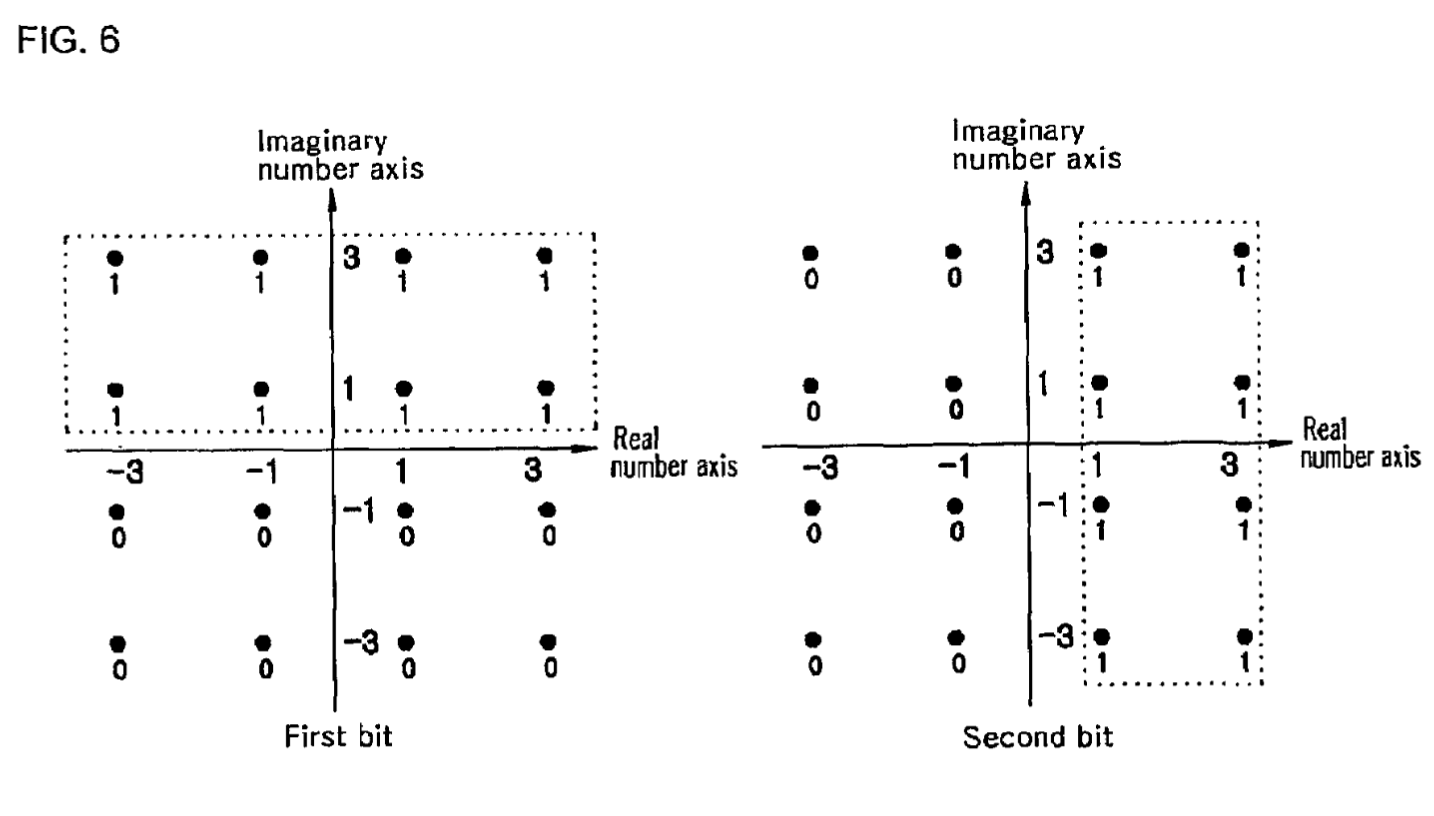 FIG. 6
Imaginary
number axis
1 1 3 1 1
1 1 1 1 1
Real
number axis
-3 -1 1 3
-1
0 0 0 0
-3
0 0 0 0
First bit
Imaginary
number axis
0 0 3 1 1
0 0 1 1 1
Real
number axis
-3 -1 1 3
-1
0 0 1 1
-3
0 0 1 1
Second bit